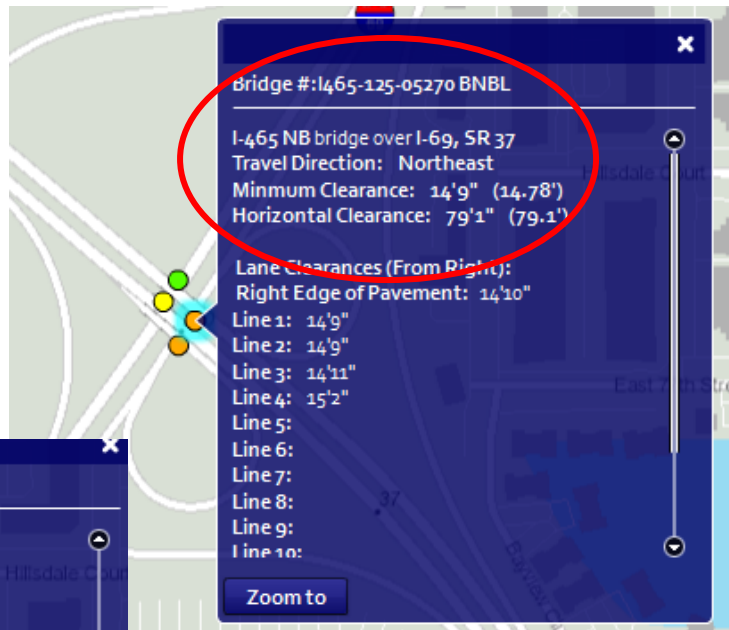 Bridge #:I465-125-05270 BNBL
I-465 NB bridge over I-69, SR 37
Travel Direction: Northeast
Minmum Clearance: 14'9" (14.78')
Horizontal Clearance: 79'1" (79.1')
Lane Clearances (From Right):
Right Edge of Pavement: 14'10"
Line 1: 14'9"
Line 2: 14'9"
Line 3: 14'11"
Line 4: 15'2"
Line 5:
Line 6:
Line 7:
Line 8:
Line 9:
Line 10:
Zoom to
Hillsdale Court
East
37
Hillsdale